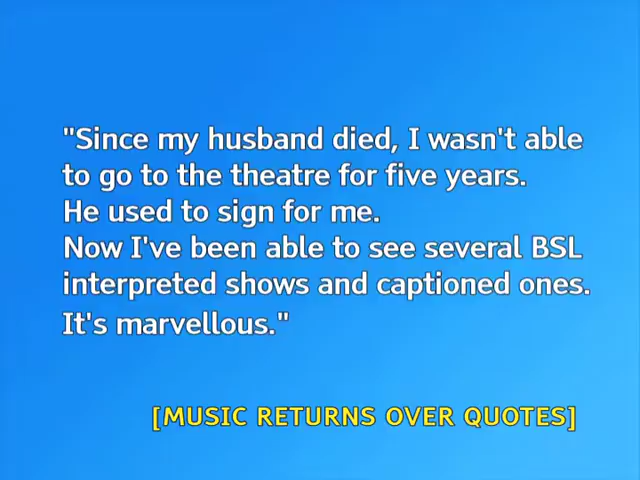 "Since my husband died, I wasn't able
to go to the theatre for five years.
He used to sign for me.
Now I've been able to see several BSL
interpreted shows and captioned ones.
It's marvellous."
[MUSIC RETURNS OVER QUOTES]